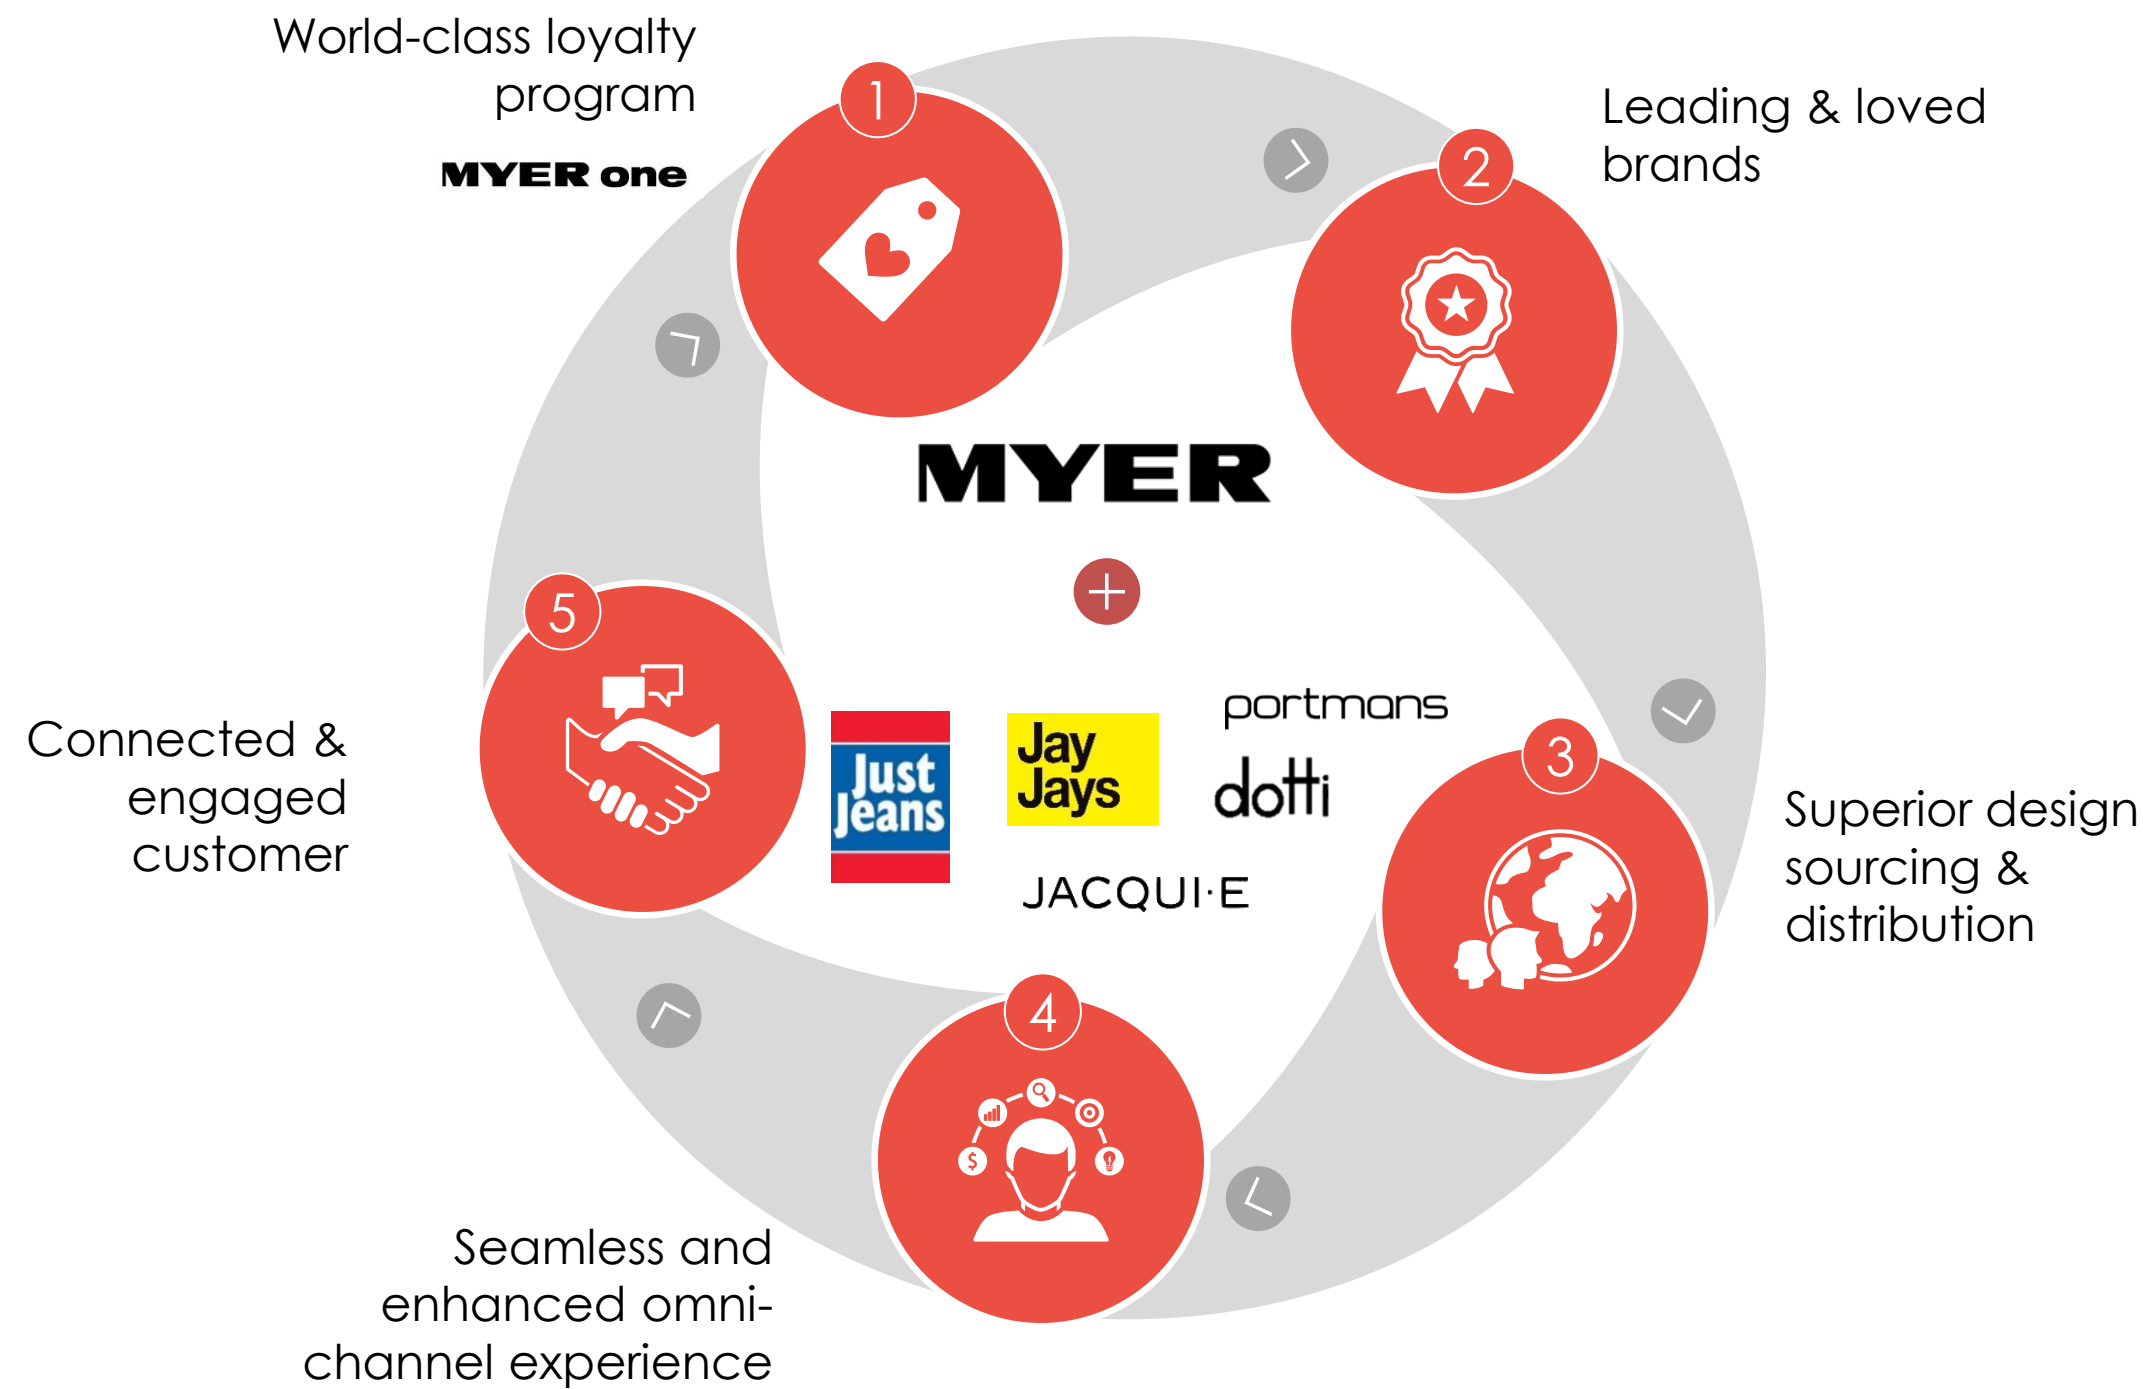 World-class loyalty
program
MYER one
1
2
Leading & loved
brands
MYER
+
5
Connected &
engaged
customer
Just
Jeans
Jay
Jays
portmans
dotti
JACQUI·E
3
Superior design
sourcing &
distribution
4
$
Seamless and
enhanced omni-
channel experience